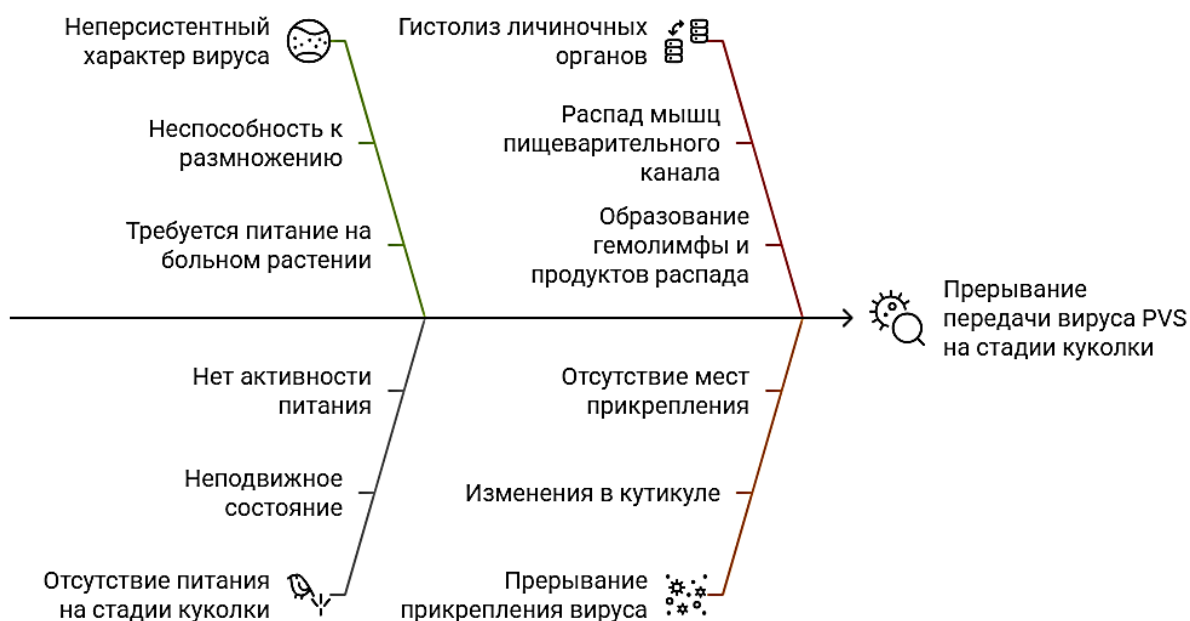 Неперсистентный
характер вируса
Неспособность к
размножению
Требуется питание на
больном растении
Гистолиз личиночных
органов
Распад мышц
пищеварительного
канала
Образование
гемолимфы и
продуктов распада
Прерывание
передачи вируса PVS
на стадии куколки
Нет активности
питания
Неподвижное
состояние
Отсутствие питания
на стадии куколки
Отсутствие мест
прикрепления
Изменения в кутикуле
Прерывание
прикрепления вируса